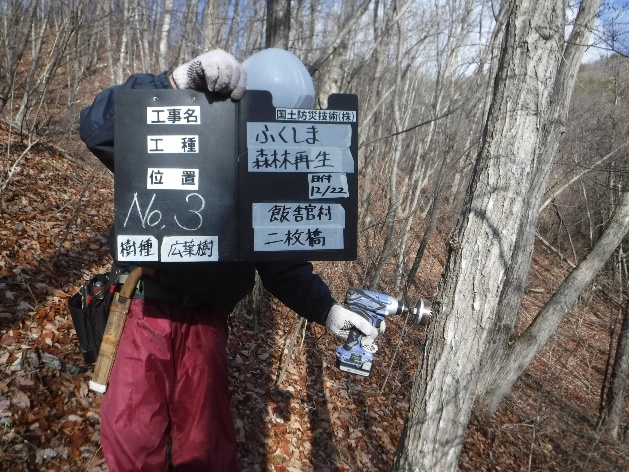 工事名
工種
位置
No.3
樹種 広葉樹
国土防災技術(株)
ふくしま
森林再生
日付
12/22
飯舘村
二枚橋